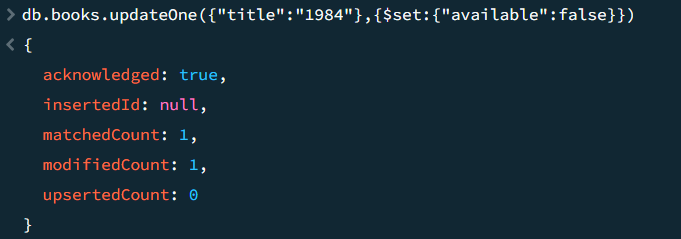 > db.books.updateOne({"title":"1984"},{$set:{"available":false}})
< {
acknowledged: true,
insertedId: null,
matchedCount: 1,
modifiedCount: 1,
upsertedCount: 0
}